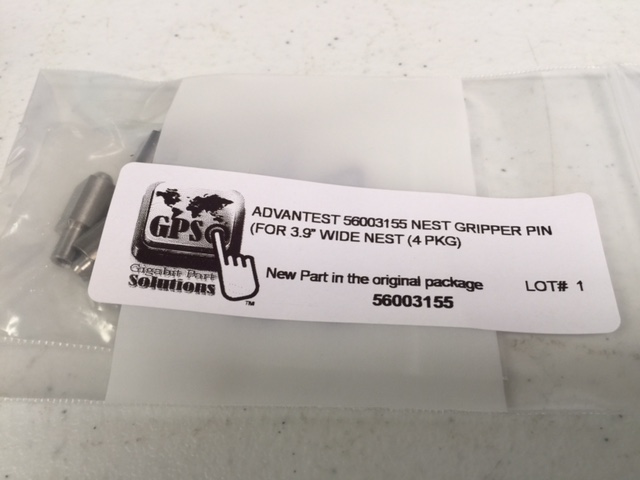 ADVANTEST 56003155 NEST GRIPPER PIN
(FOR 3.9" WIDE NEST (4 PKG)
GPS
Gigabit Part
Solutions
TM
New Part in the original package
56003155
LOT# 1